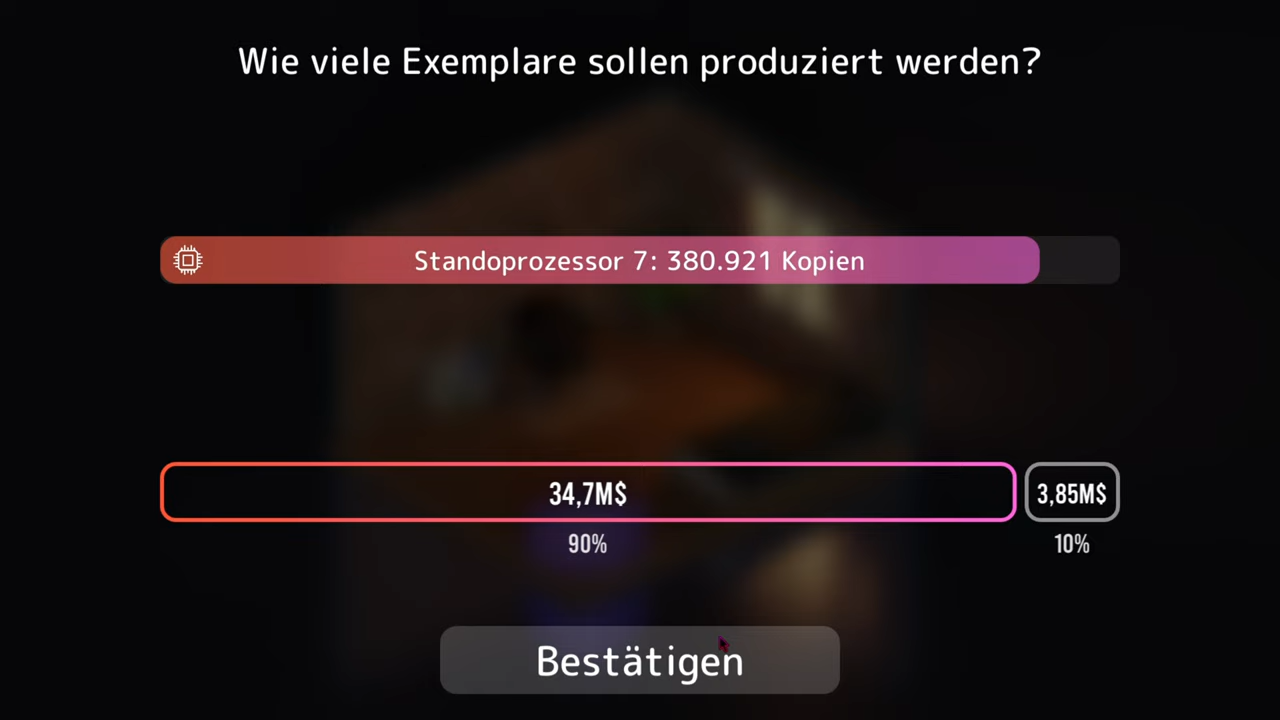 Wie viele Exemplare sollen produziert werden?
Standoprozessor 7: 380.921 Kopien
34,7M$
3,85M$
90%
10%
Bestätigen